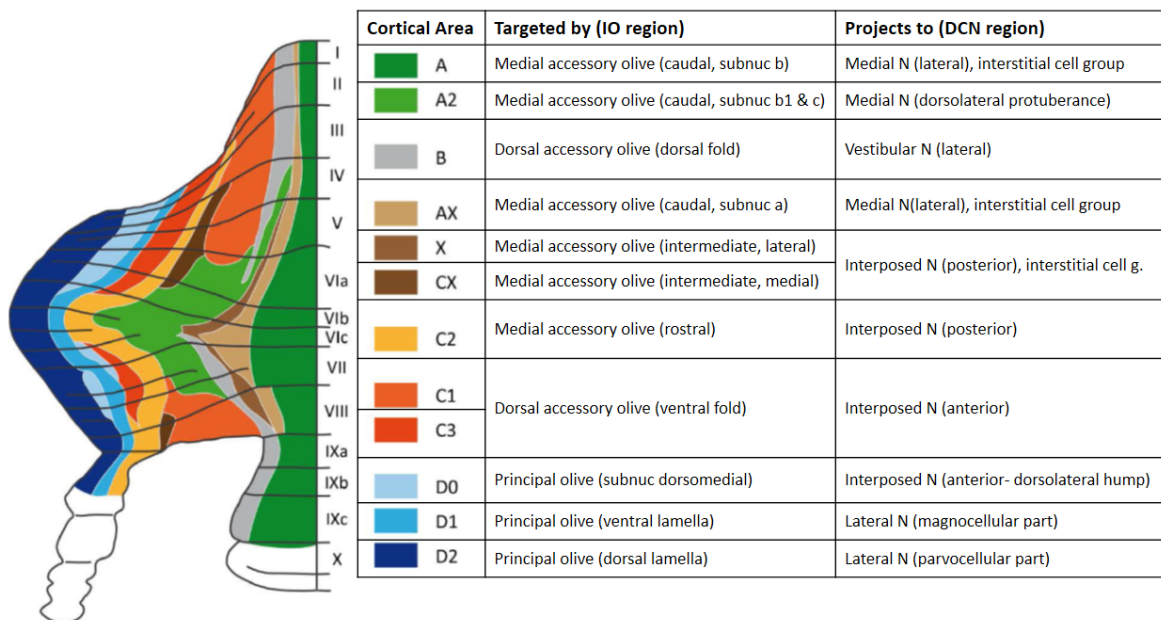 Cortical Area Targeted by (IO region) Projects to (DCN region)
I
II
III
IV
V
VIa
VIb
VIc
VII
VIII
IXa
IXb
IXc
X
A Medial accessory olive (caudal, subnuc b) Medial N (lateral), interstitial cell group
A2 Medial accessory olive (caudal, subnuc b1 & c) Medial N (dorsolateral protuberance)
B Dorsal accessory olive (dorsal fold) Vestibular N (lateral)
AX Medial accessory olive (caudal, subnuc a) Medial N(lateral), interstitial cell group
X Medial accessory olive (intermediate, lateral)
Interposed N (posterior), interstitial cell g.
CX Medial accessory olive (intermediate, medial)
C2 Medial accessory olive (rostral) Interposed N (posterior)
C1
Dorsal accessory olive (ventral fold) Interposed N (anterior)
C3
D0 Principal olive (subnuc dorsomedial) Interposed N (anterior- dorsolateral hump)
D1 Principal olive (ventral lamella) Lateral N (magnocellular part)
D2 Principal olive (dorsal lamella) Lateral N (parvocellular part)